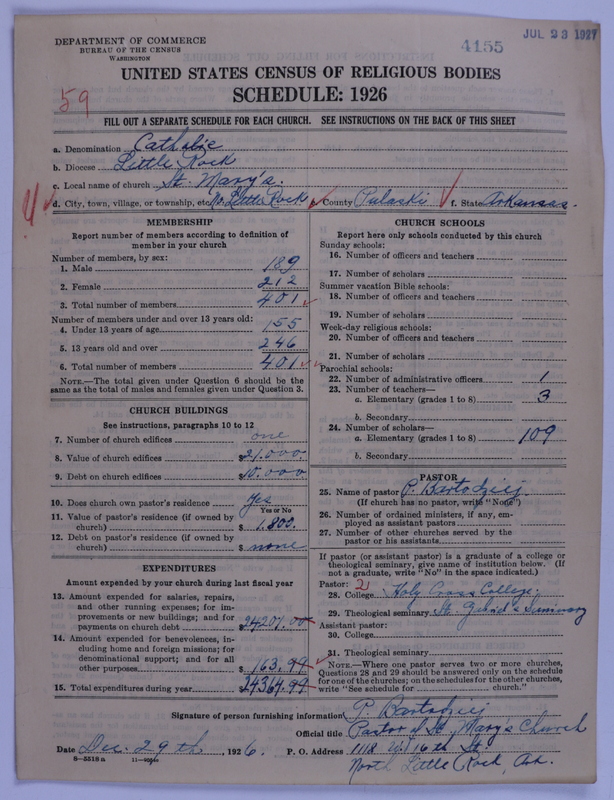 DEPARTMENT OF COMMERCE
BUREAU OF THE CENSUS
WASHINGTON
4155
JUL 23 1927
UNITED STATES CENSUS OF RELIGIOUS BODIES
SCHEDULE: 1926
59
FILL OUT A SEPARATE SCHEDULE FOR EACH CHURCH. SEE INSTRUCTIONS ON THE BACK OF THIS SHEET
a. Denomination Catholic
b. Diocese Little Rock
c. Local name of church St. Mary's.
d. City, town, village, or township, etc. No. Little Rock e. County Pulaski f. State Arkansas.
MEMBERSHIP
Report number of members according to definition of
member in your church
Number of members, by sex:
1. Male 189
2. Female 212
3. Total number of members 401
Number of members under and over 13 years old:
4. Under 13 years of age 155
5. 13 years old and over 246
6. Total number of members 401
NOTE.—The total given under Question 6 should be
same as the total of males and females given under Question 3.
CHURCH BUILDINGS
See instructions, paragraphs 10 to 12
7. Number of church edifices one
8. Value of church edifices $21.000.
9. Debt on church edifices $10.000
10. Does church own pastor's residence Yes
Yes or No
11. Value of pastor's residence (if owned by
church) $ 1.800.
12. Debt on pastor's residence (if owned by
church) $ none
EXPENDITURES
Amount expended by your church during last fiscal year
13. Amount expended for salaries, repairs,
and other running expenses; for im-
provements or new buildings; and for
payments on church debt $24201.00
14. Amount expended for benevolences, in-
cluding home and foreign missions; for
denominational support; and for all
other purposes $ 163.99
15. Total expenditures during year $24364.99
CHURCH SCHOOLS
Report here only schools conducted by this church
Sunday schools:
16. Number of officers and teachers
17. Number of scholars
Summer vacation Bible schools:
18. Number of officers and teachers
19. Number of scholars
Week-day religious schools:
20. Number of officers and teachers
21. Number of scholars
Parochial schools:
22. Number of administrative officers 1
23. Number of teachers—
a. Elementary (grades 1 to 8) 3
b. Secondary
24. Number of scholars—
a. Elementary (grades 1 to 8) 109
b. Secondary
PASTOR
25. Name of pastor P. Bartodziej
(If church has no pastor, write "None")
26. Number of ordained ministers, if any, em-
ployed as assistant pastors
27. Number of other churches served by the
pastor or his assistants
If pastor (or assistant pastor) is a graduate of a college or
theological seminary, give name of institution below. (If
not a graduate, write "No" in the space indicated.)
Pastor: 2
28. College Holy Cross College;
29. Theological seminary St. Seminary
Assistant pastor:
30. College
31. Theological seminary
NOTE.—Where one pastor serves two or more churches,
Questions 28 and 29 should be answered only on the schedule
for one of the churches; on the schedules for the other churches,
write "See schedule for church."
Signature of person furnishing information P. Bartodziej
Official title Pastor of St. Mary's Church
Date Dec. 29th, 1926. P. O. Address 1118 W. 16th St.
8—5518a
North Little Rock, Ark.